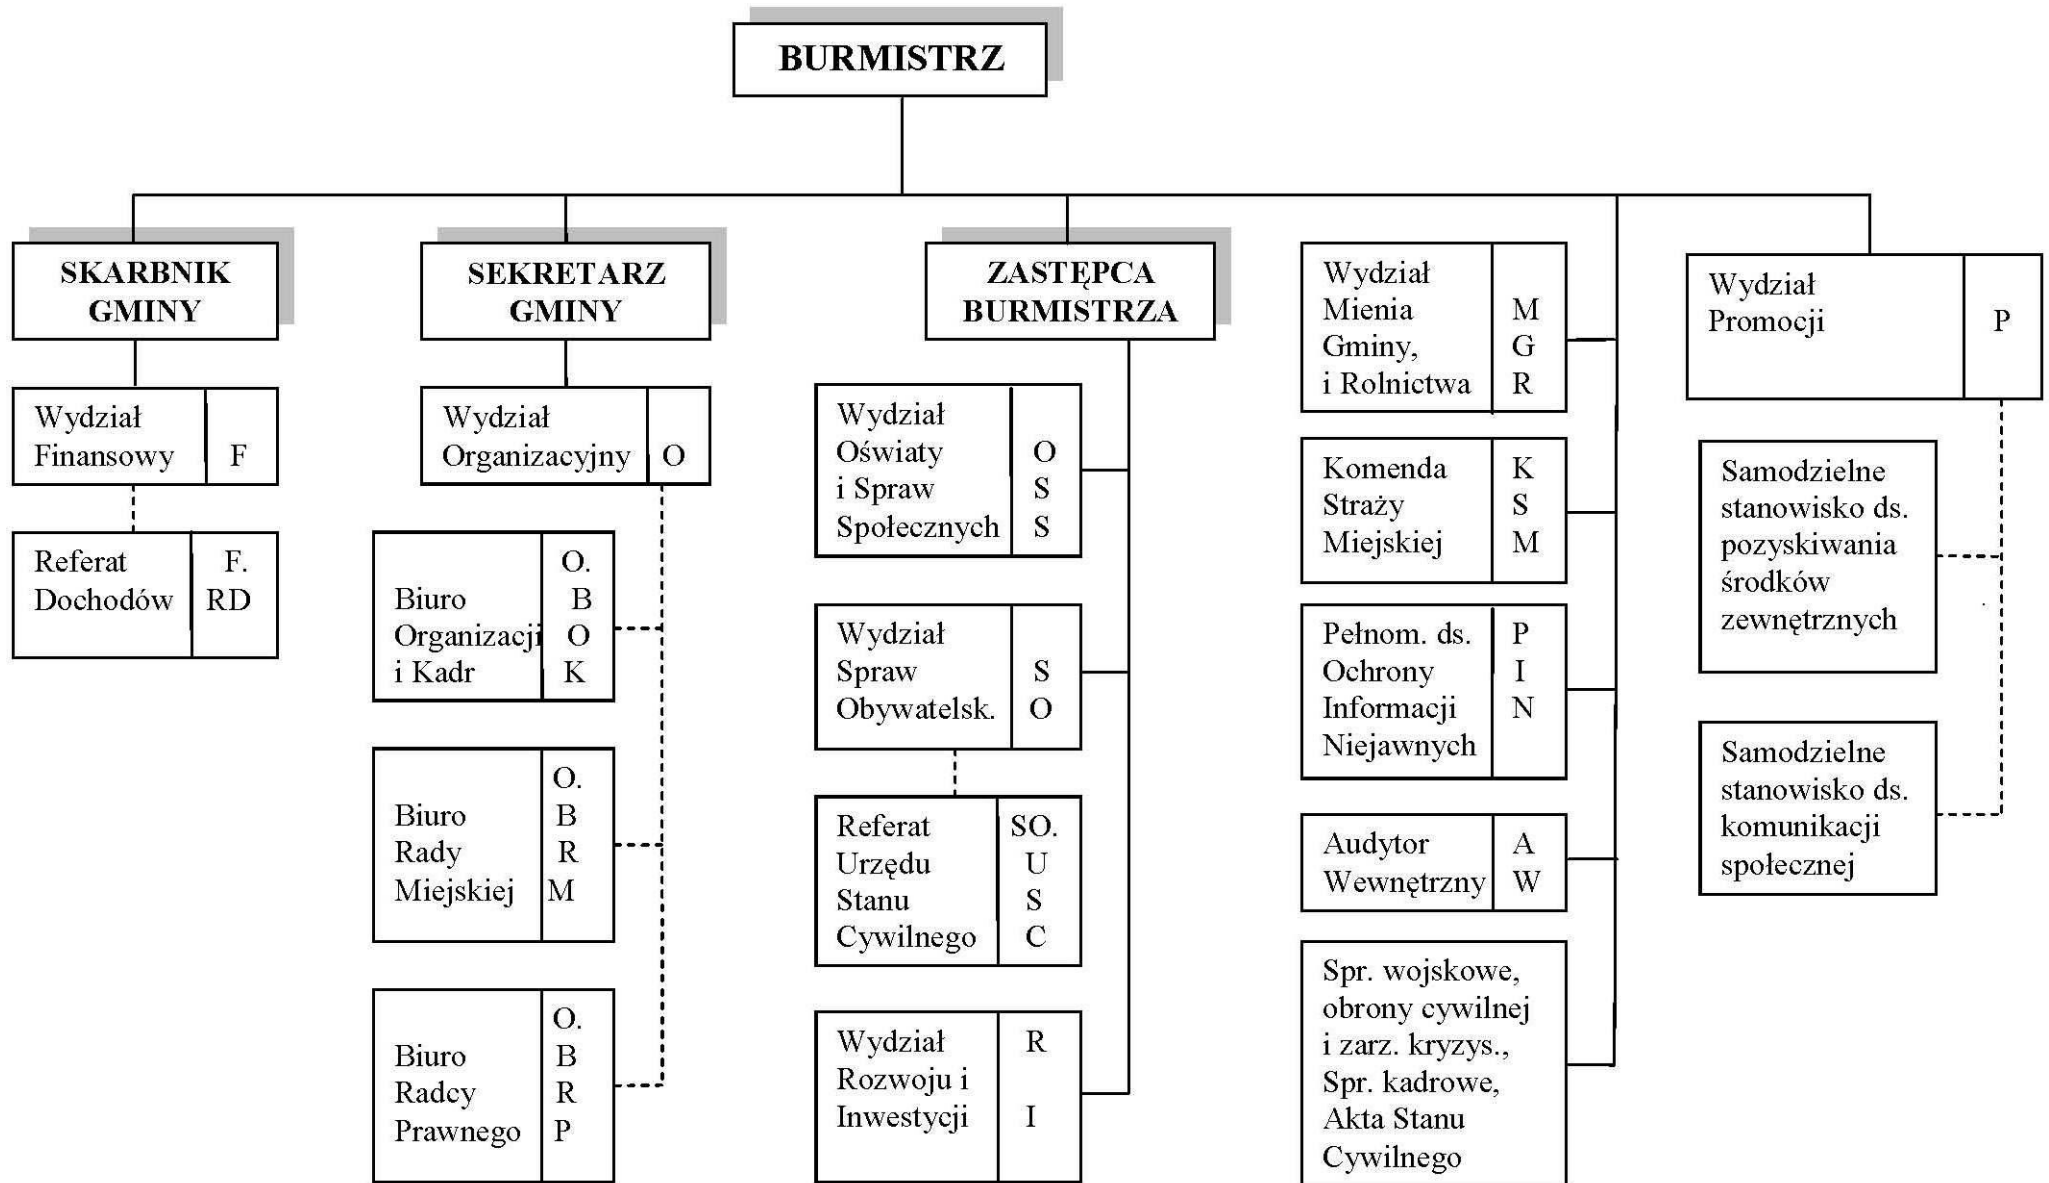 BURMISTRZ
SKARBNIK
GMINY
Wydział
Finansowy F
Referat F.
Dochodów RD
SEKRETARZ
GMINY
Wydział
Organizacyjny O
O.
Biuro B
Organizacji O
i Kadr K
O.
Biuro B
Rady R
Miejskiej M
O.
Biuro B
Radcy R
Prawnego P
ZASTĘPCA
BURMISTRZA
Wydział
Oświaty O
i Spraw S
Społecznych S
Wydział
Spraw S
Obywatelsk. O
Referat SO.
Urzędu U
Stanu S
Cywilnego C
Wydział R
Rozwoju i
Inwestycji I
Wydział
Mienia M
Gminy, G
i Rolnictwa R
Komenda K
Straży S
Miejskiej M
Pełnom. ds. P
Ochrony I
Informacji N
Niejawnych
Audytor A
Wewnętrzny W
Spr. wojskowe,
obrony cywilnej
i zarz. kryzys.,
Spr. kadrowe,
Akta Stanu
Cywilnego
Wydział
Promocji P
Samodzielne
stanowisko ds.
pozyskiwania
środków
zewnętrznych
Samodzielne
stanowisko ds.
komunikacji
społecznej